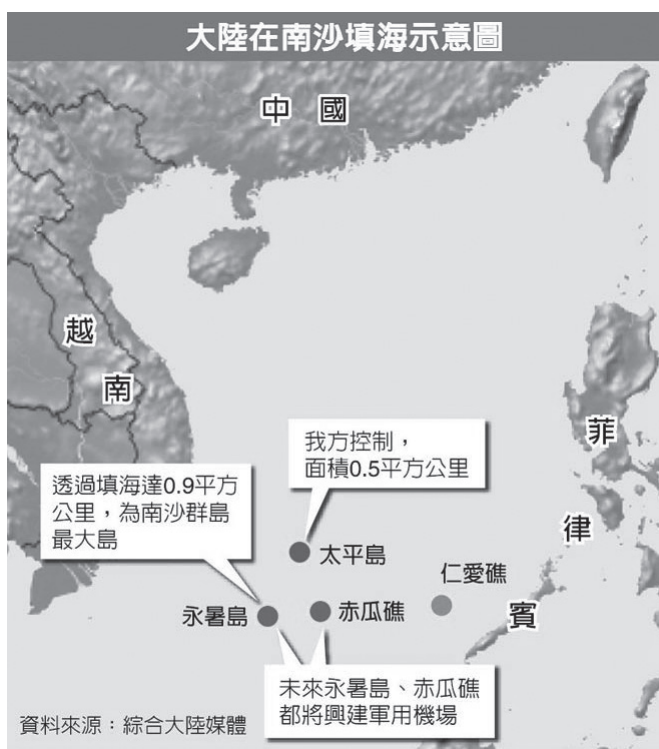 大陸在南沙填海示意圖
中國
越南
菲律賓
我方控制，
面積0.5平方公里
透過填海達0.9平方
公里，為南沙群島
最大島
太平島
仁愛礁
永暑島
赤瓜礁
未來永暑島、赤瓜礁
都將興建軍用機場
資料來源：綜合大陸媒體